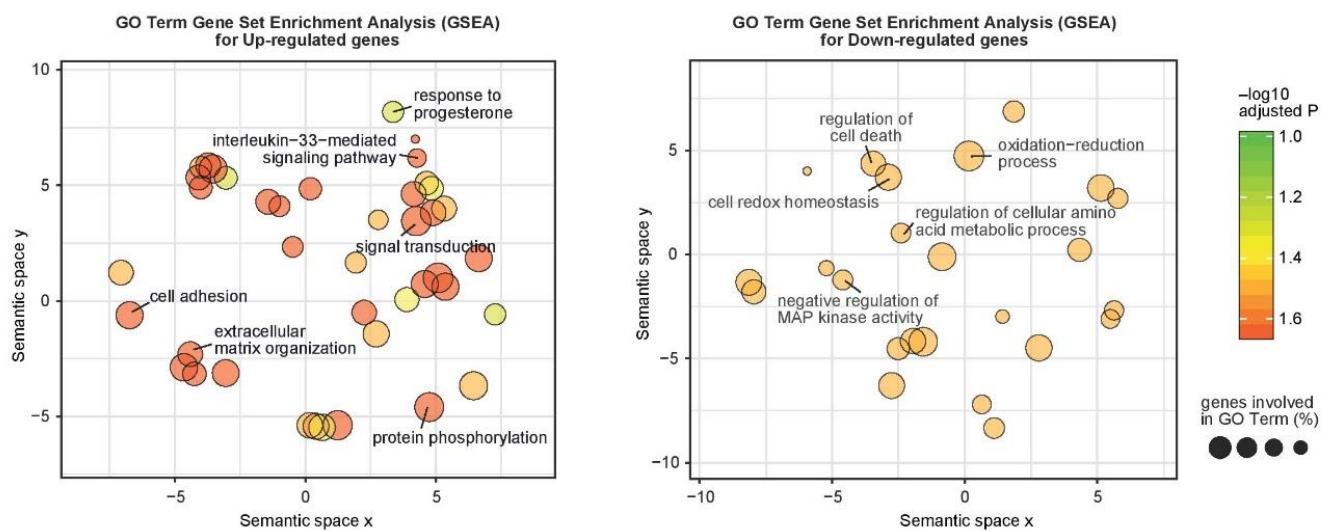 GO Term Gene Set Enrichment Analysis (GSEA)
for Up-regulated genes
10
5
0
−5
−5
0
5
Semantic space y
Semantic space x
response to
progesterone
interleukin−33−mediated
signaling pathway
signal transduction
cell adhesion
extracellular
matrix organization
protein phosphorylation
GO Term Gene Set Enrichment Analysis (GSEA)
for Down-regulated genes
5
0
−5
−10
−10
−5
0
5
Semantic space y
Semantic space x
regulation of
cell death
oxidation−reduction
process
cell redox homeostasis
regulation of cellular amino
acid metabolic process
negative regulation of
MAP kinase activity
−log10
adjusted P
1.0
1.2
1.4
1.6
genes involved
in GO Term (%)